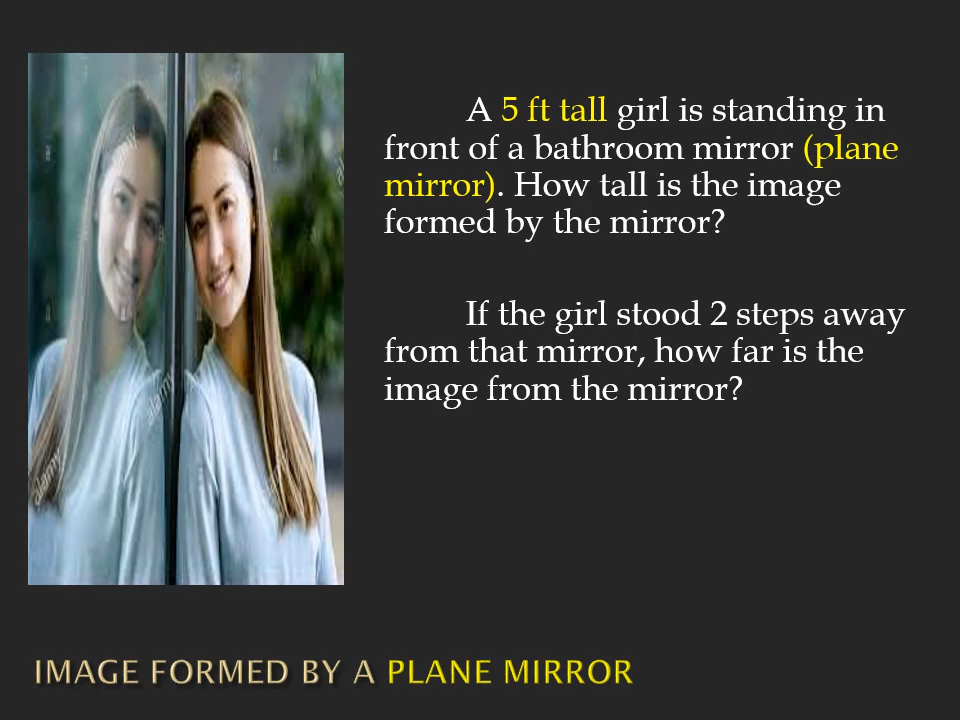 A 5 ft tall girl is standing in
front of a bathroom mirror (plane
mirror). How tall is the image
formed by the mirror?
If the girl stood 2 steps away
from that mirror, how far is the
image from the mirror?
alamy
alamy
IMAGE FORMED BY A PLANE MIRROR